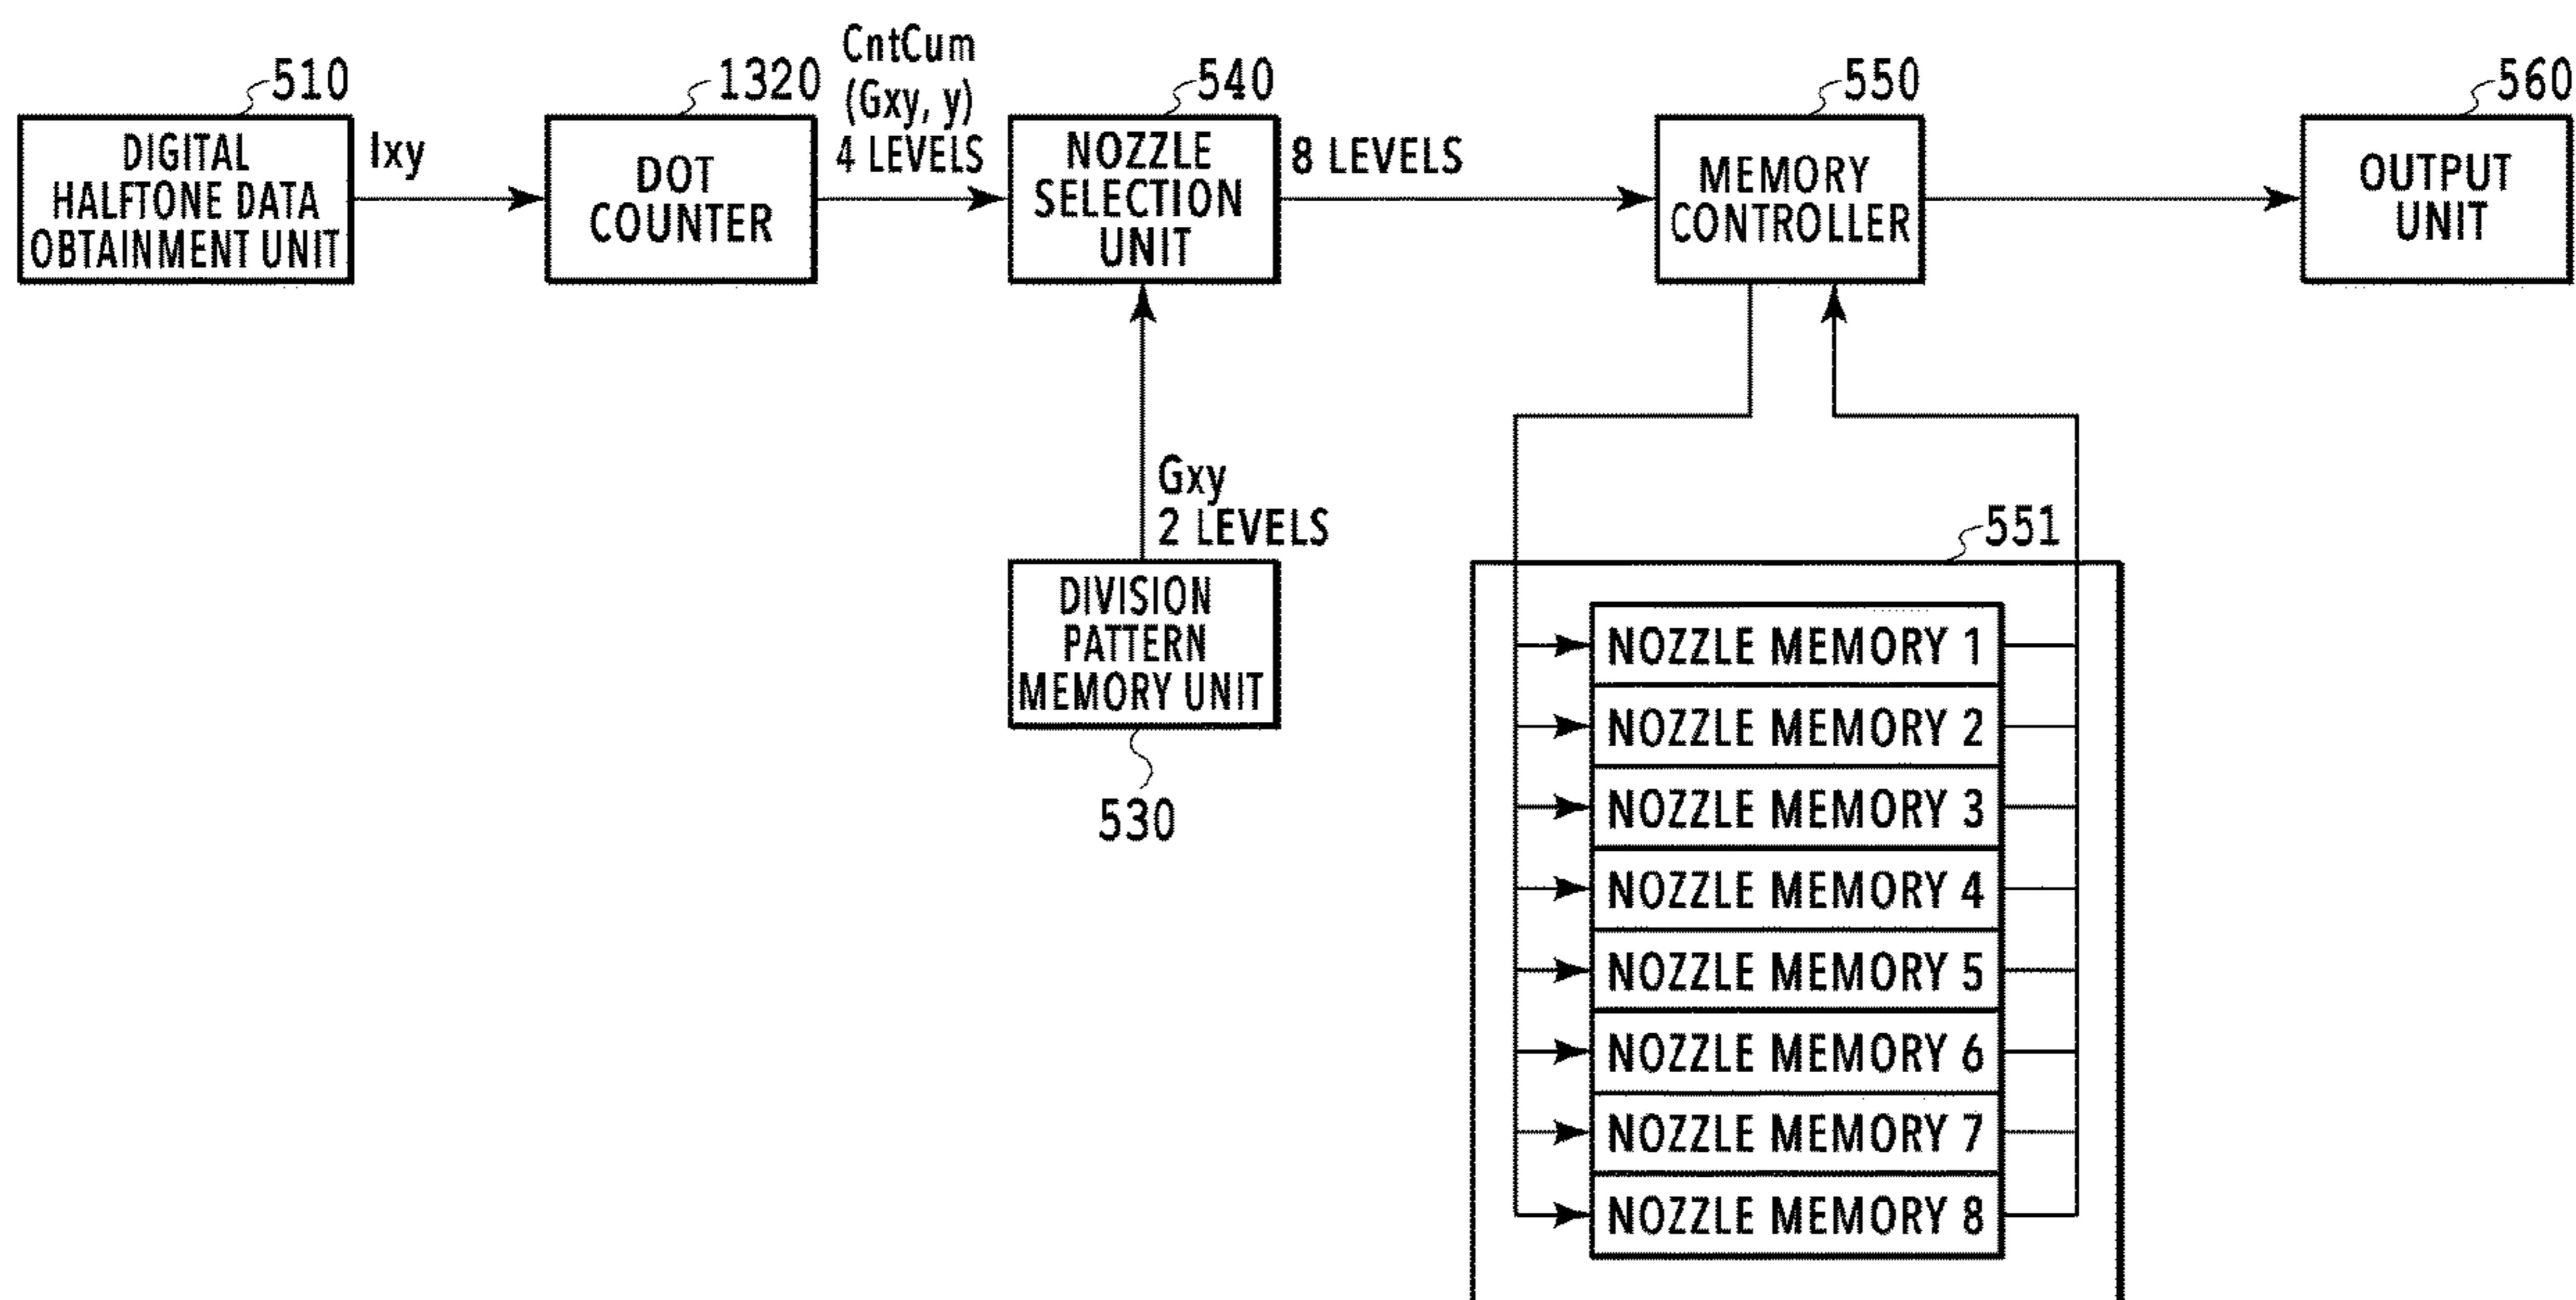 510
DIGITAL
HALFTONE DATA
OBTAINMENT UNIT
Ixy
1320
DOT
COUNTER
CntCum
(Gxy, y)
4 LEVELS
540
NOZZLE
SELECTION
UNIT
8 LEVELS
550
MEMORY
CONTROLLER
560
OUTPUT
UNIT
Gxy
2 LEVELS
DIVISION
PATTERN
MEMORY UNIT
530
551
NOZZLE MEMORY 1
NOZZLE MEMORY 2
NOZZLE MEMORY 3
NOZZLE MEMORY 4
NOZZLE MEMORY 5
NOZZLE MEMORY 6
NOZZLE MEMORY 7
NOZZLE MEMORY 8